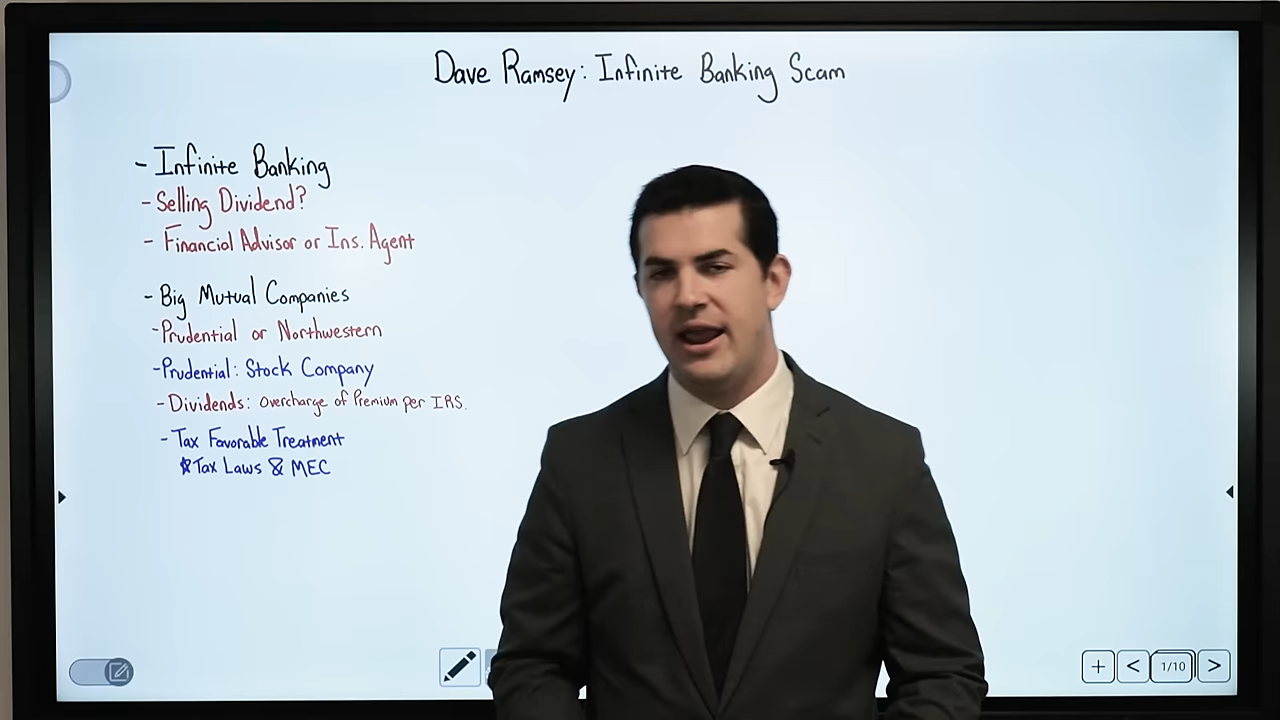 Dave Ramsey: Infinite Banking Scam
- Infinite Banking
- Selling Dividend?
- Financial Advisor or Ins. Agent
- Big Mutual Companies
- Prudential or Northwestern
- Prudential: Stock Company
- Dividends: Overcharge of Premium per IRS.
- Tax Favorable Treatment
* Tax Laws & MEC
+ < 1/10 >